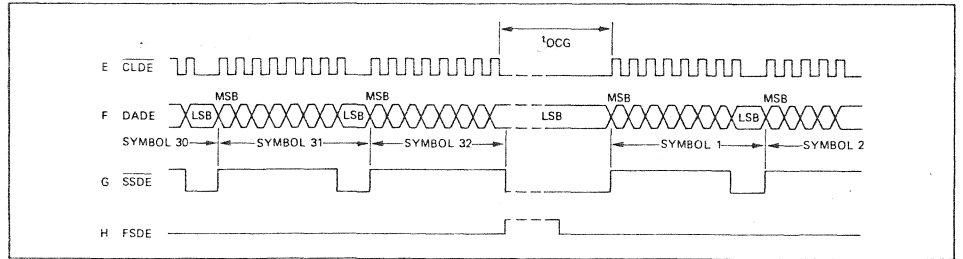 tOCG
E CLDE
MSB MSB MSB MSB
F DADE LSB LSB LSB LSB
SYMBOL 30 SYMBOL 31 SYMBOL 32 SYMBOL 1 SYMBOL 2
G SSDE
H FSDE